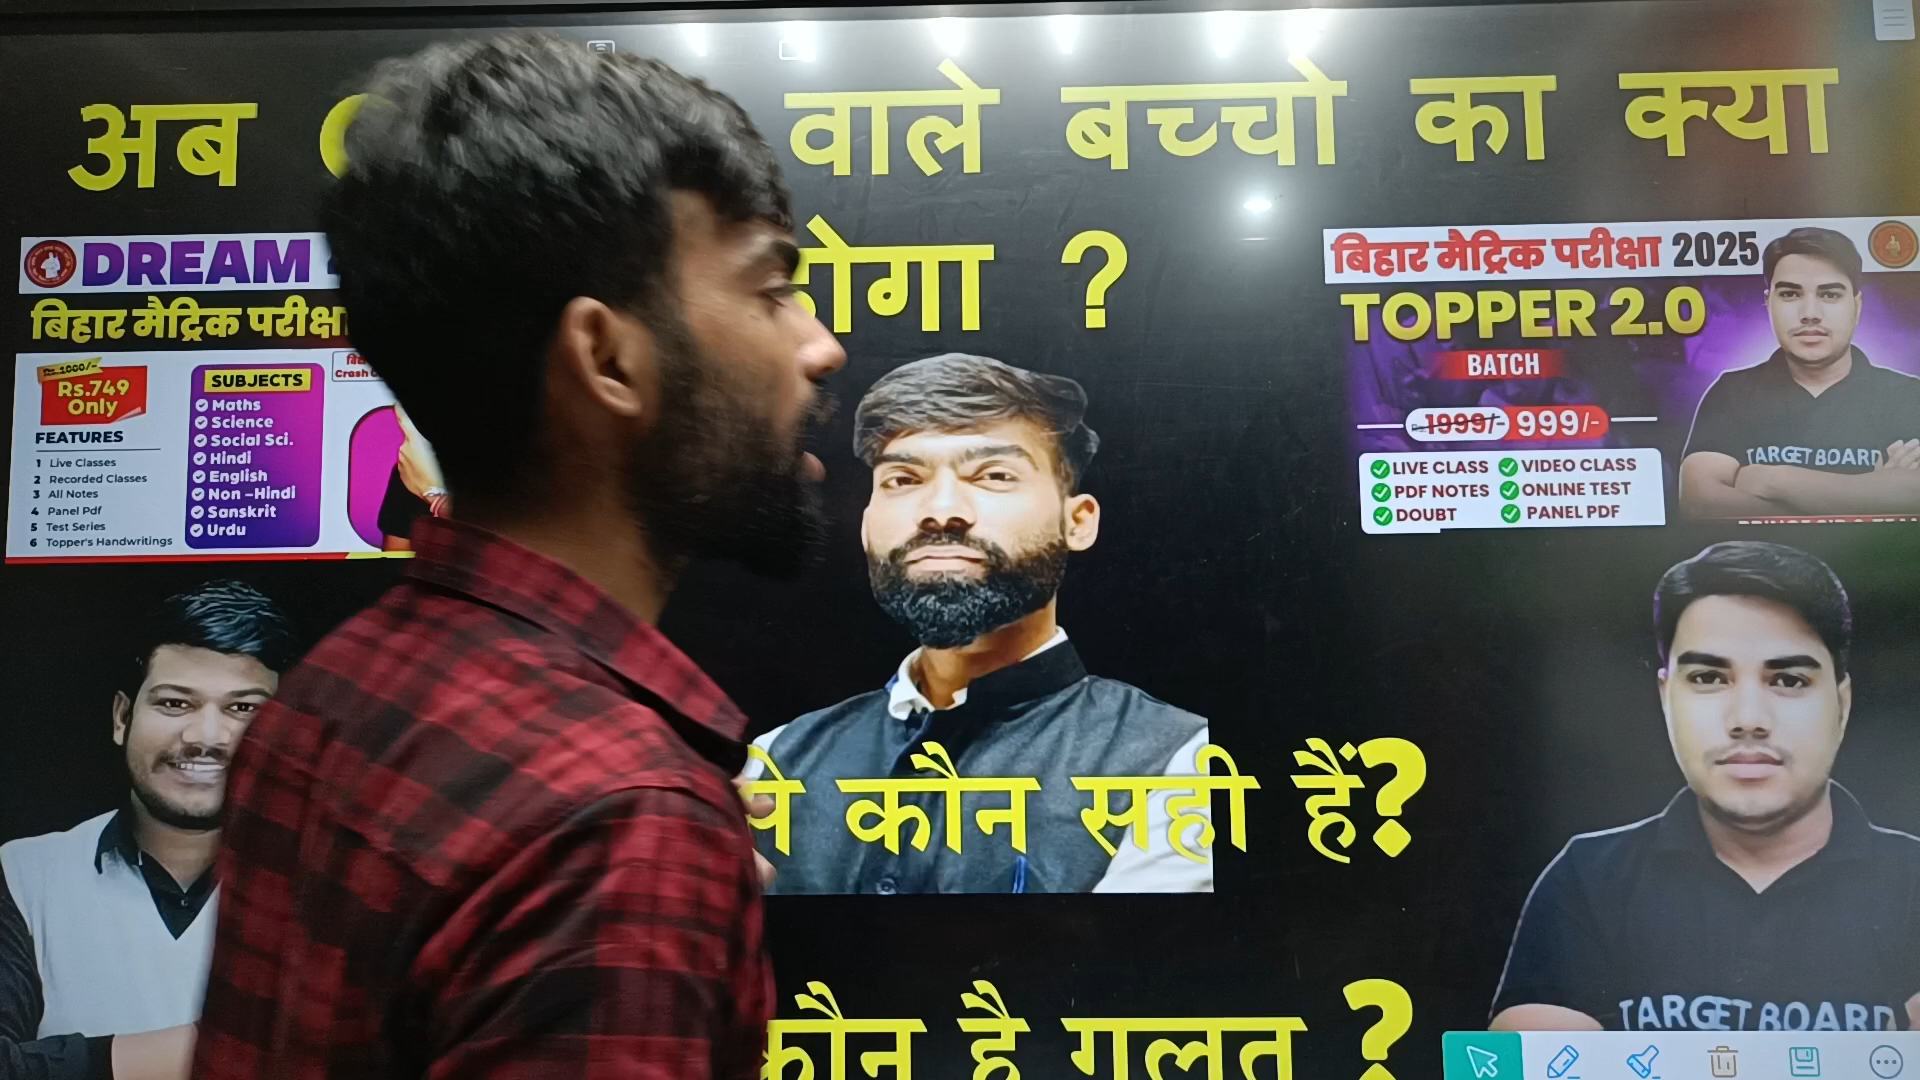 अब वाले बच्चो का क्या
होगा ?
DREAM
बिहार मैट्रिक परीक्षा
Rs.749
Only
FEATURES
1 Live Classes
2 Recorded Classes
3 All Notes
4 Panel Pdf
5 Test Series
6 Topper's Handwritings
SUBJECTS
Maths
Science
Social Sci.
Hindi
English
Non -Hindi
Sanskrit
Urdu
बिहार मैट्रिक परीक्षा 2025
TOPPER 2.0
BATCH
1999/- 999/-
LIVE CLASS VIDEO CLASS
PDF NOTES ONLINE TEST
DOUBT PANEL PDF
TARGET BOARD
कौन सही हैं?
कौन है गलत ?
TARGET BOARD